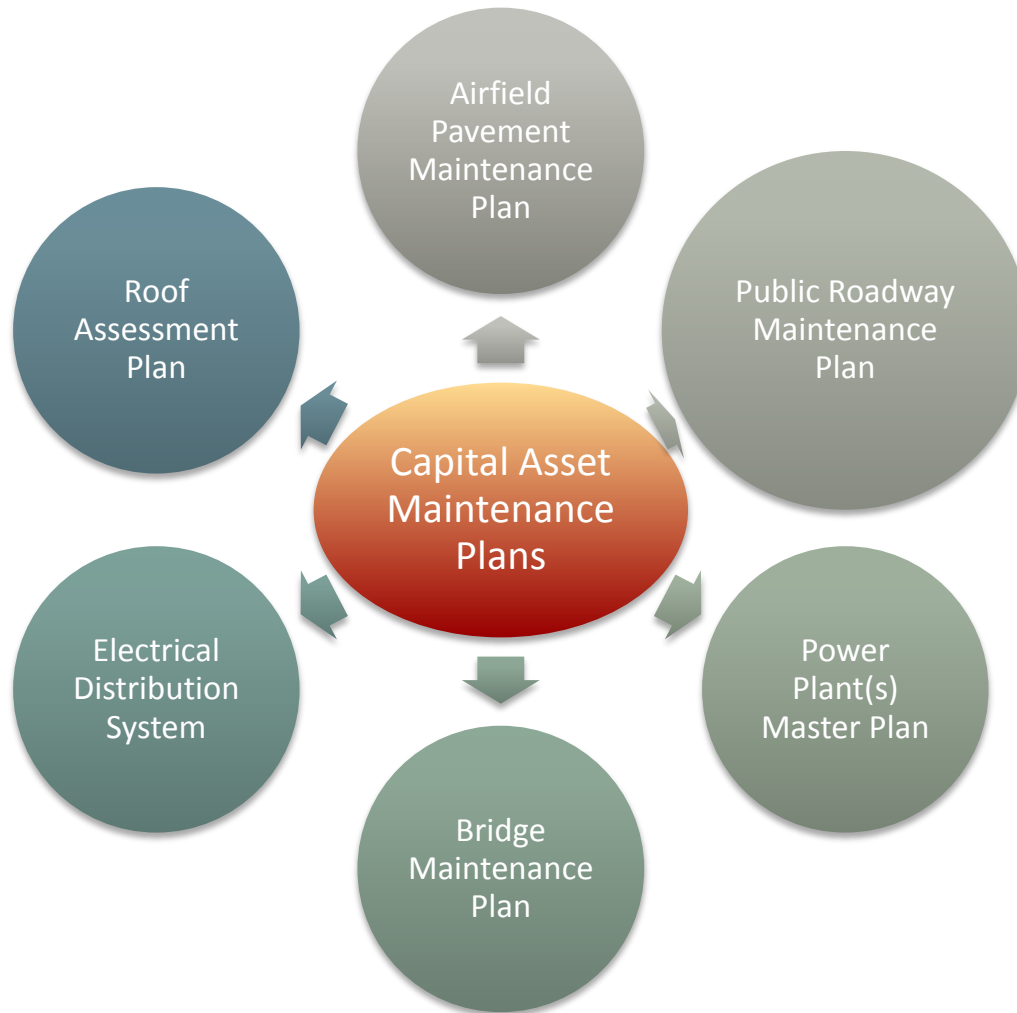 Airfield
Pavement
Maintenance
Plan
Public Roadway
Maintenance
Plan
Power
Plant(s)
Master Plan
Bridge
Maintenance
Plan
Electrical
Distribution
System
Roof
Assessment
Plan
Capital Asset
Maintenance
Plans